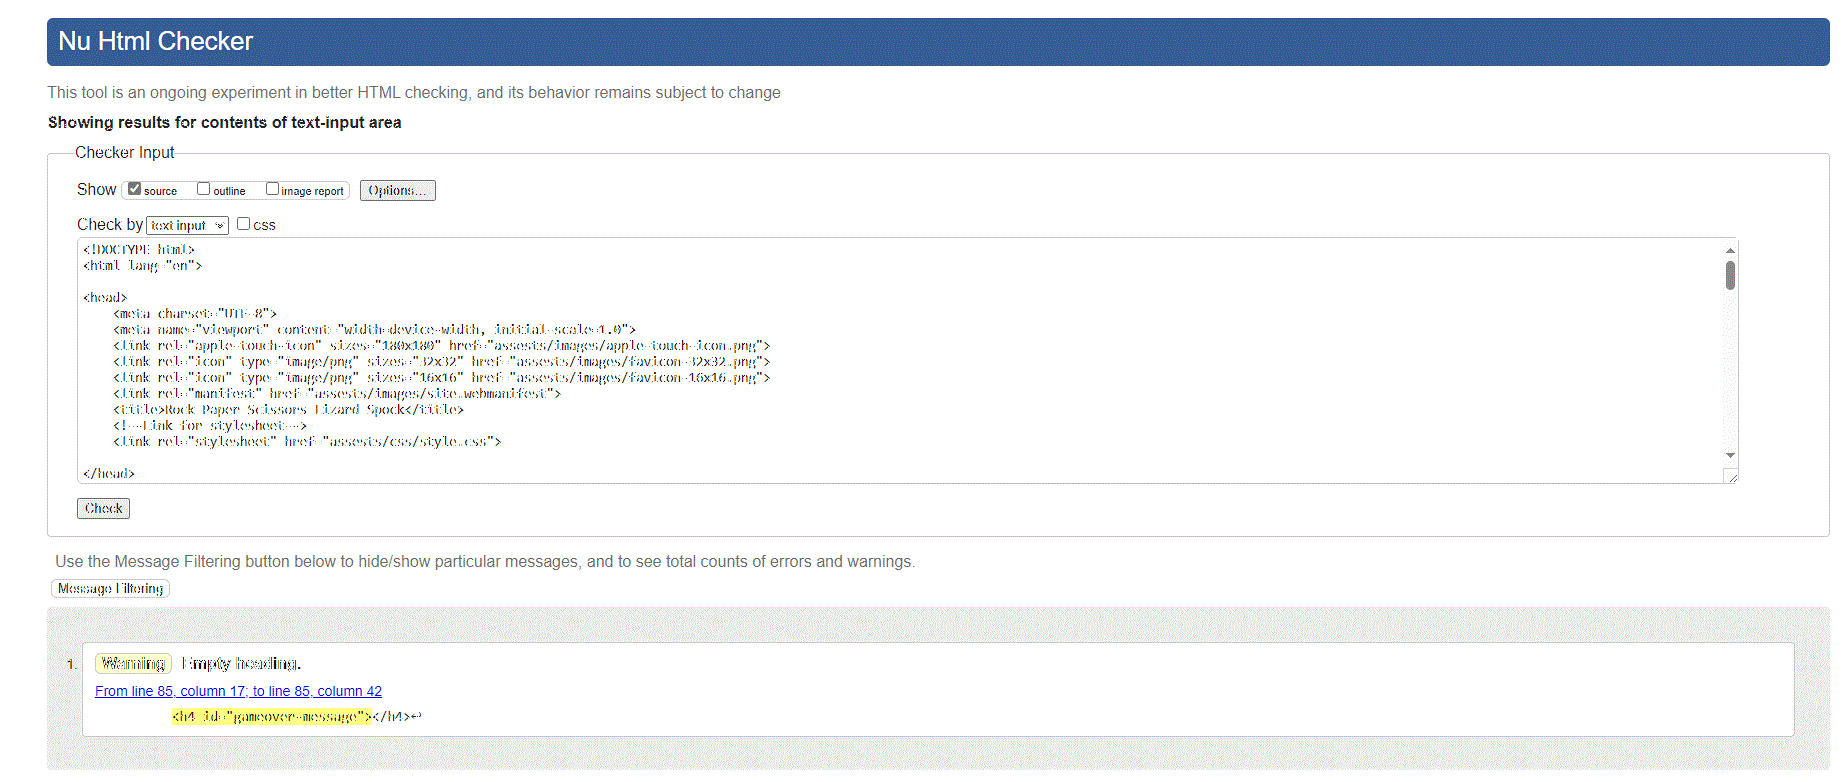 Nu Html Checker
This tool is an ongoing experiment in better HTML checking, and its behavior remains subject to change
Showing results for contents of text-input area
Checker Input
Show source outline image report Options...
Check by text input css
<!DOCTYPE html>
<html lang="en">
<head>
<meta charset="UTF-8">
<meta name="viewport" content="width=device-width, initial-scale=1.0">
<link rel="apple-touch-icon" sizes="180x180" href="assests/images/apple-touch-icon.png">
<link rel="icon" type="image/png" sizes="32x32" href="assests/images/favicon-32x32.png">
<link rel="icon" type="image/png" sizes="16x16" href="assests/images/favicon-16x16.png">
<link rel="manifest" href="assests/images/site.webmanifest">
<title>Rock Paper Scissors Lizard Spock</title>
<!--Link for stylesheet-->
<link rel="stylesheet" href="assests/css/style.css">
</head>
Check
Use the Message Filtering button below to hide/show particular messages, and to see total counts of errors and warnings.
Message Filtering
1. Warning Empty heading.
From line 85, column 17; to line 85, column 42
<h4 id="gameover-message"></h4>↩